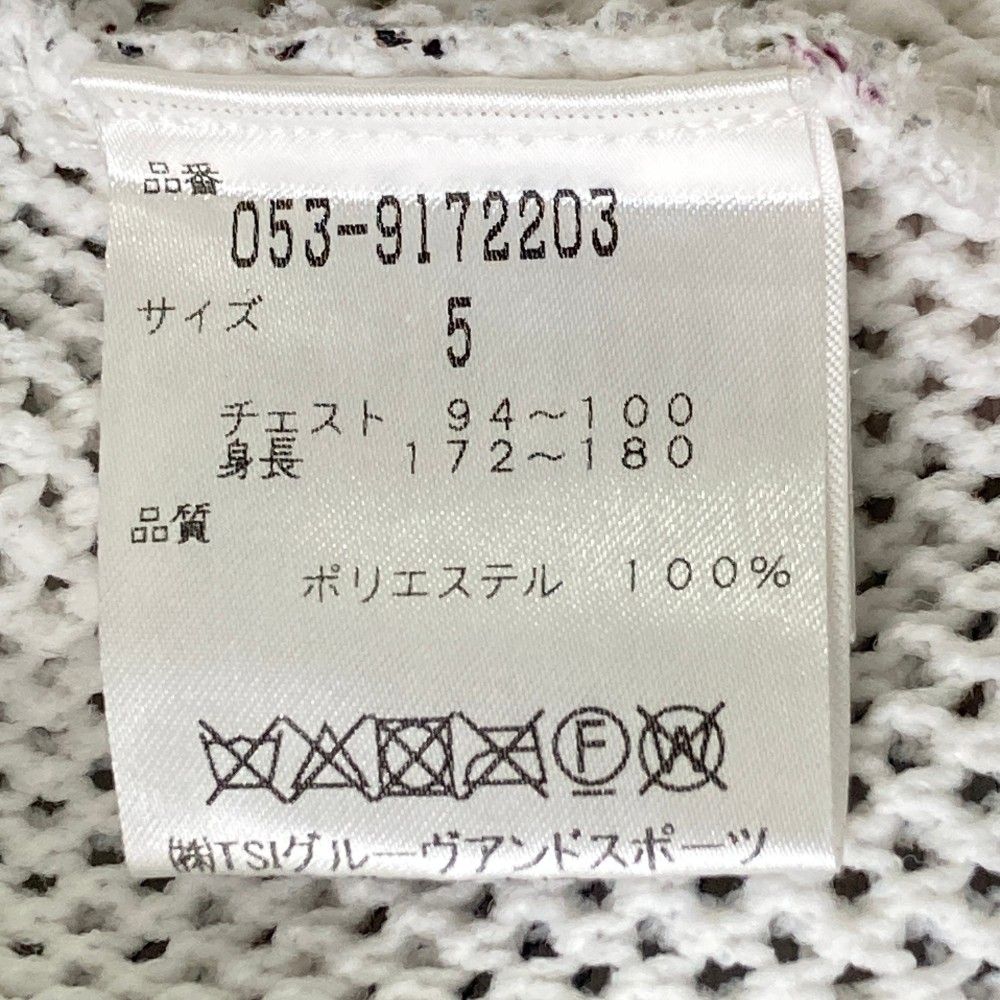 品番
053-9172203
サイズ 5
チェスト 94～100
身長 172～180
品質
ポリエステル 100%
F W
㈱TSIグルーヴアンドスポーツ